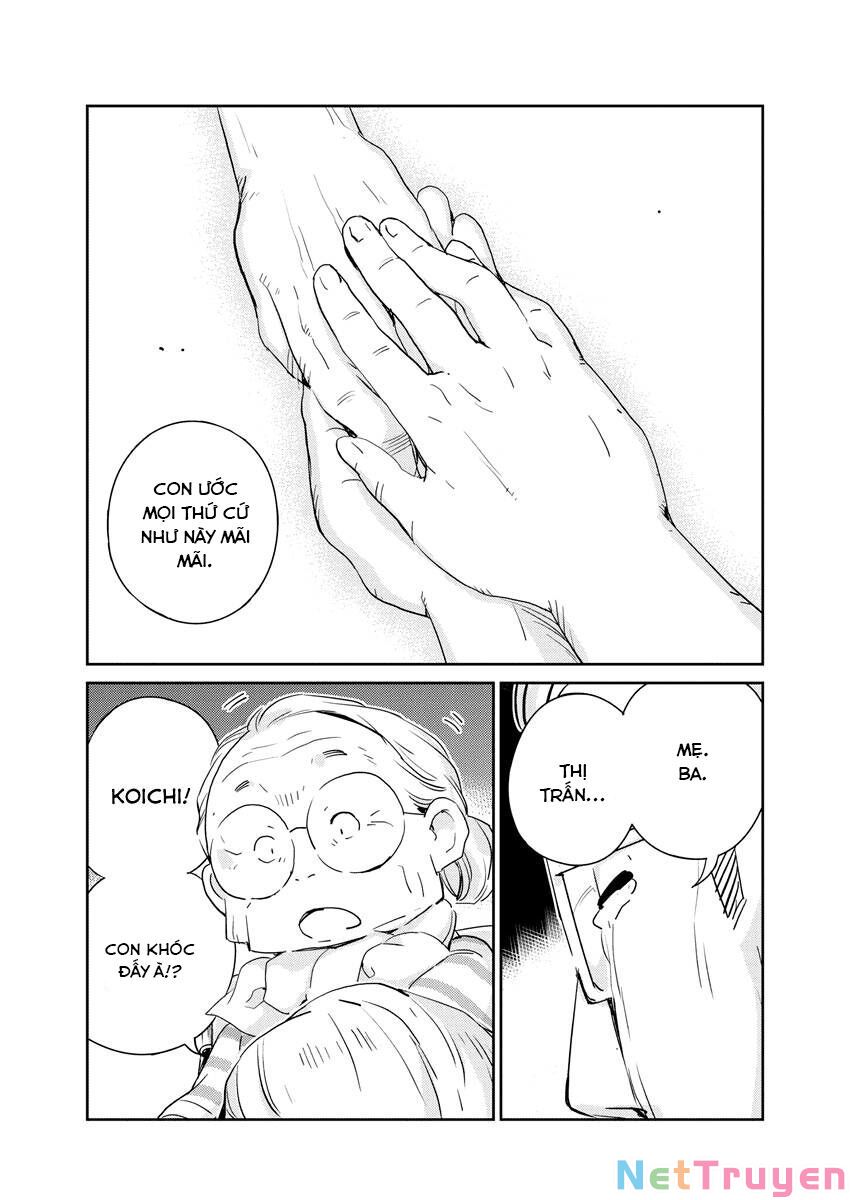 CON ƯỚC
MỌI THỨ CỨ
NHƯ NÀY MÃI
MÃI.
MẸ.
BA.
THỊ
TRẤN...
KOICHI!
CON KHÓC
ĐẤY À!?
NetTruyen